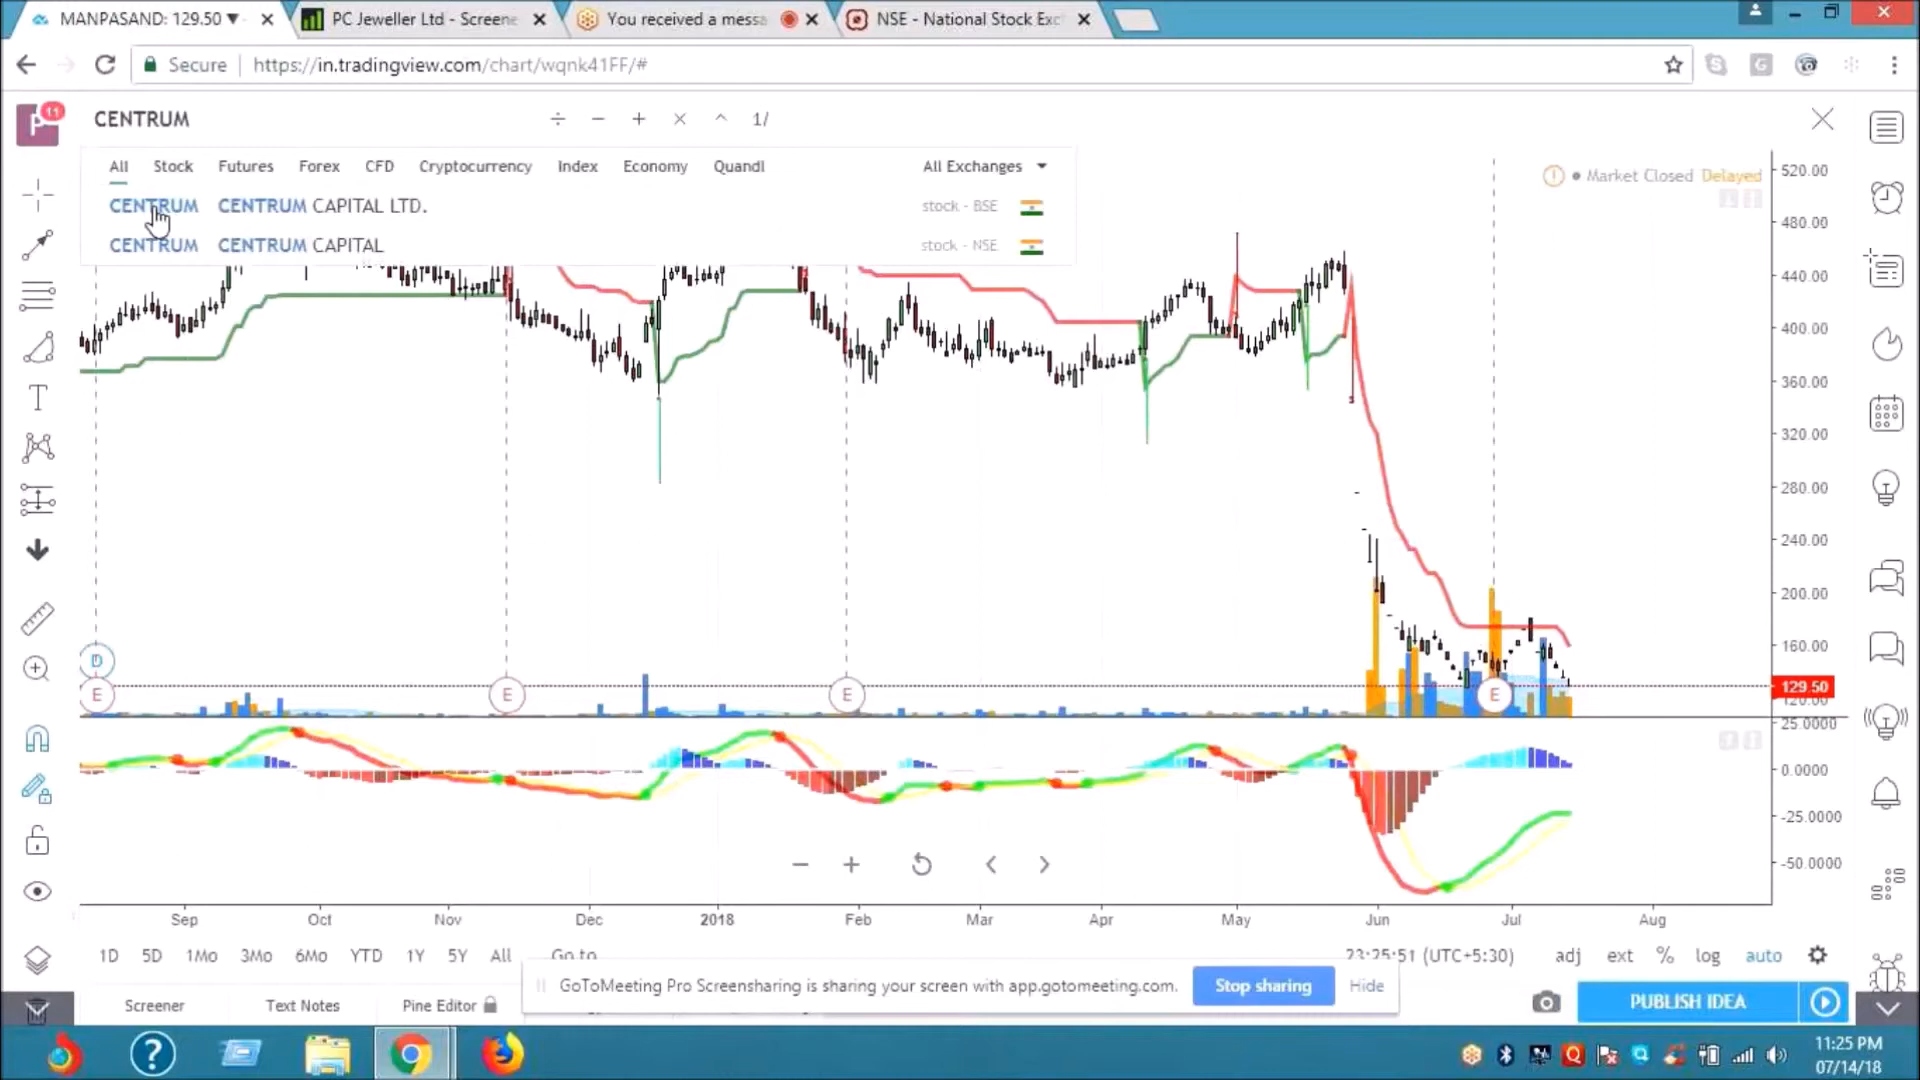 MANPASAND: 129.50 ▼
PC Jeweller Ltd - Screene
You received a messa
NSE - National Stock Exc
Secure
https://in.tradingview.com/chart/wqnk41FF/#
P
11
CENTRUM
1/
All Stock Futures Forex CFD Cryptocurrency Index Economy Quandl All Exchanges
CENTRUM CENTRUM CAPITAL LTD. stock - BSE
CENTRUM CENTRUM CAPITAL stock - NSE
Market Closed Delayed
520.00
480.00
440.00
400.00
360.00
320.00
280.00
240.00
200.00
160.00
129.50
120.00
D
E E E E
25.0000
0.0000
-25.0000
-50.0000
Sep Oct Nov Dec 2018 Feb Mar Apr May Jun Jul Aug
1D 5D 1Mo 3Mo 6Mo YTD 1Y 5Y All Go to 23:25:51 (UTC+5:30) adj ext % log auto
GoToMeeting Pro Screensharing is sharing your screen with app.gotomeeting.com. Stop sharing Hide
Screener Text Notes Pine Editor
PUBLISH IDEA
11:25 PM
07/14/18